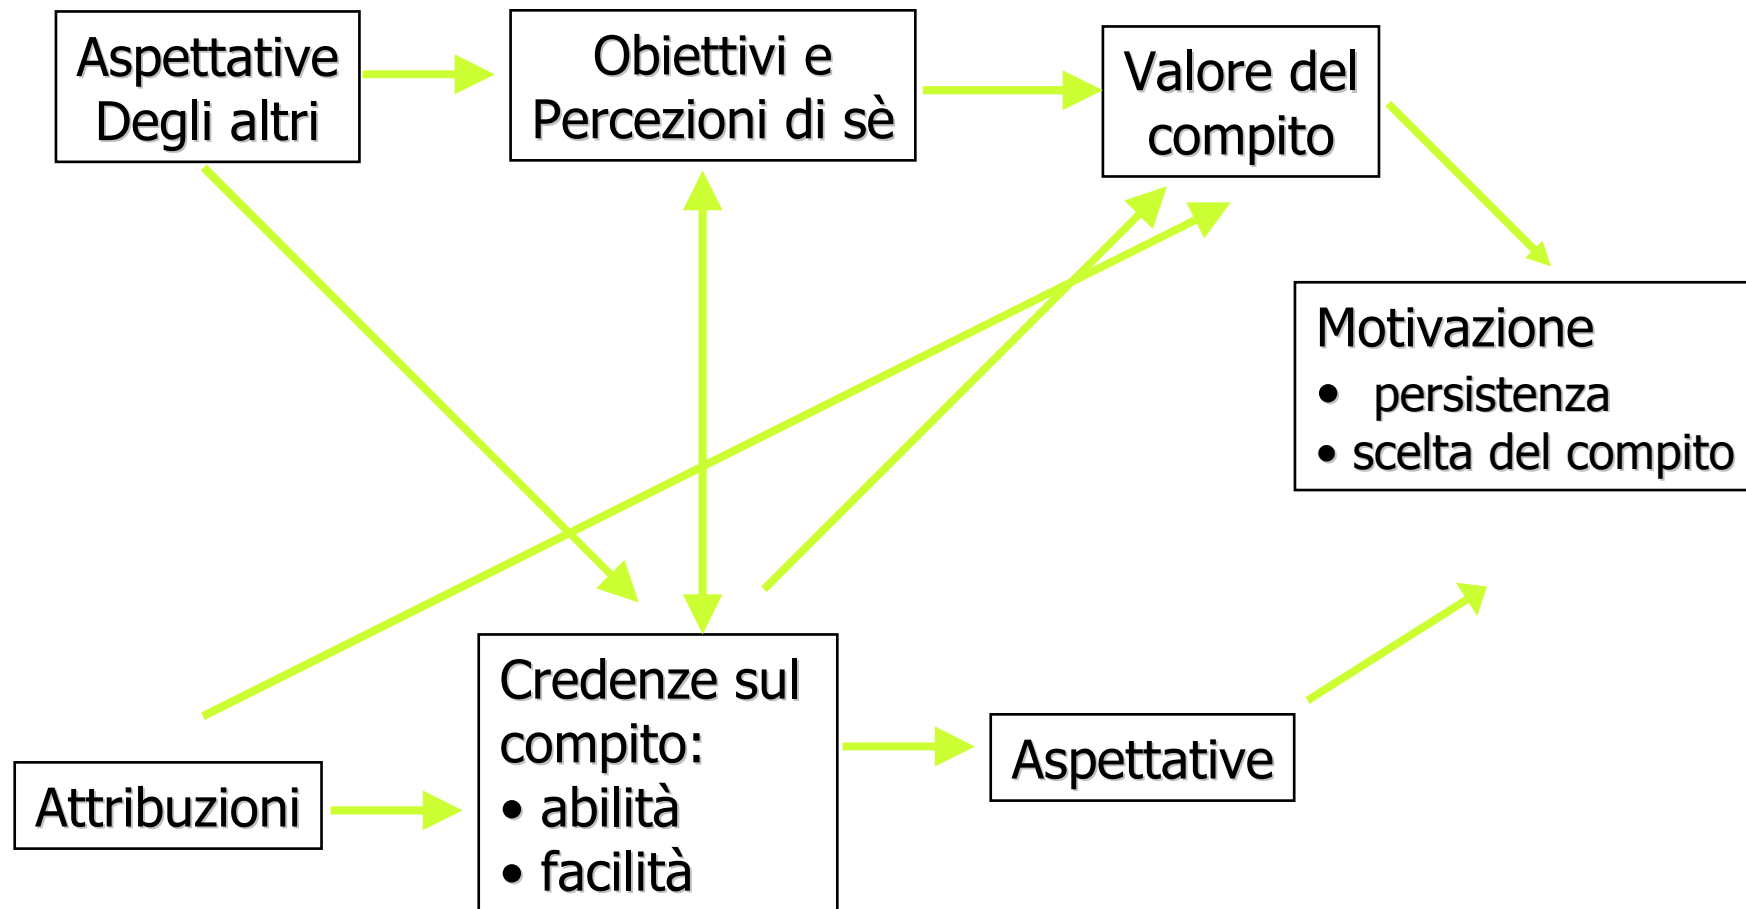 Aspettative
Degli altri
Obiettivi e
Percezioni di sè
Valore del
compito
Motivazione
• persistenza
• scelta del compito
Credenze sul
compito:
• abilità
• facilità
Aspettative
Attribuzioni